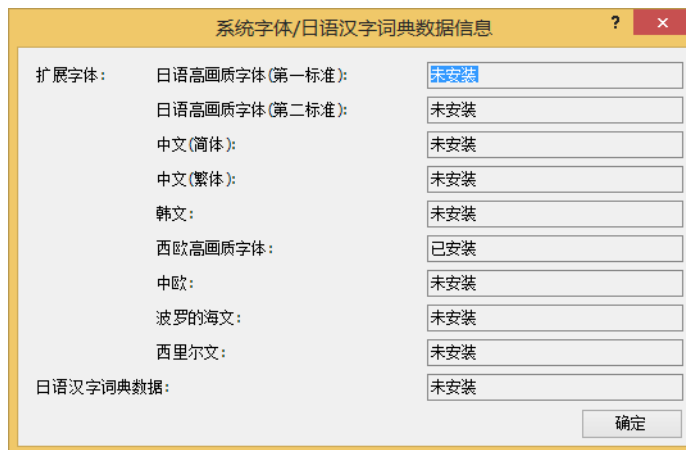 系统字体/日语汉字词典数据信息 ? ×
扩展字体: 日语高画质字体(第一标准): 未安装
日语高画质字体(第二标准): 未安装
中文(简体): 未安装
中文(繁体): 未安装
韩文: 未安装
西欧高画质字体: 已安装
中欧: 未安装
波罗的海文: 未安装
西里尔文: 未安装
日语汉字词典数据: 未安装
确定